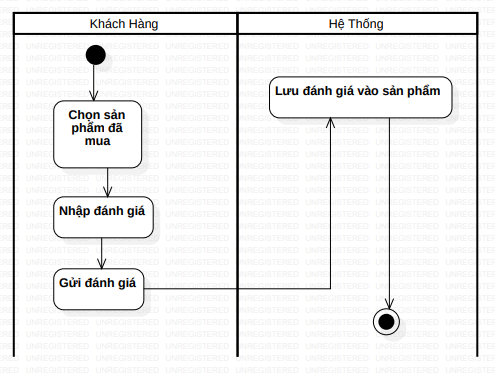 Khách Hàng
Hệ Thống
Chọn sản
phẩm đã
mua
Lưu đánh giá vào sản phẩm
Nhập đánh giá
Gửi đánh giá
UNREGISTERED